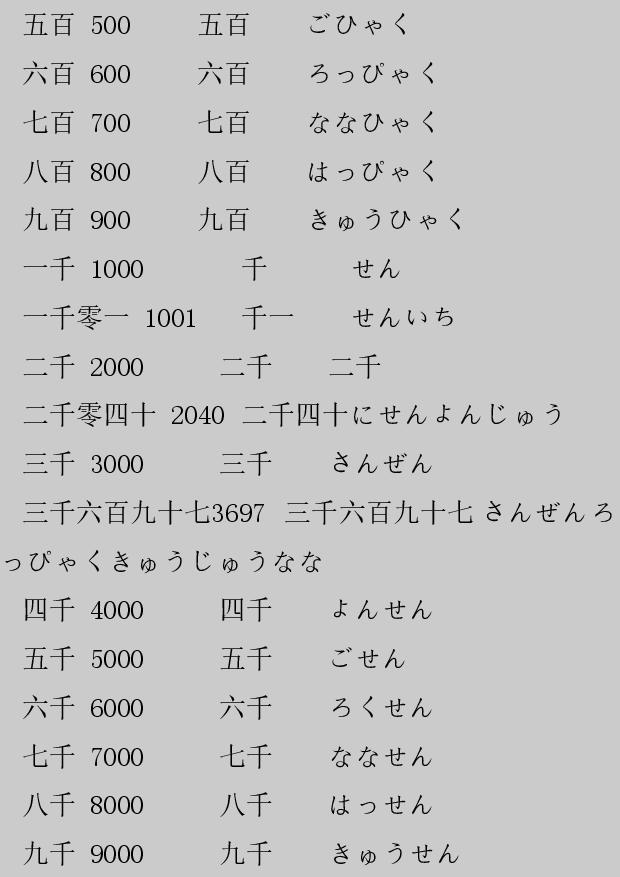 五百 500 五百 ごひゃく
六百 600 六百 ろっぴゃく
七百 700 七百 ななひゃく
八百 800 八百 はっぴゃく
九百 900 九百 きゅうひゃく
一千 1000 千 せん
一千零一 1001 千一 せんいち
二千 2000 二千 二千
二千零四十 2040 二千四十にせんよんじゅう
三千 3000 三千 さんぜん
三千六百九十七3697 三千六百九十七 さんぜんろ
っぴゃくきゅうじゅうなな
四千 4000 四千 よんせん
五千 5000 五千 ごせん
六千 6000 六千 ろくせん
七千 7000 七千 ななせん
八千 8000 八千 はっせん
九千 9000 九千 きゅうせん